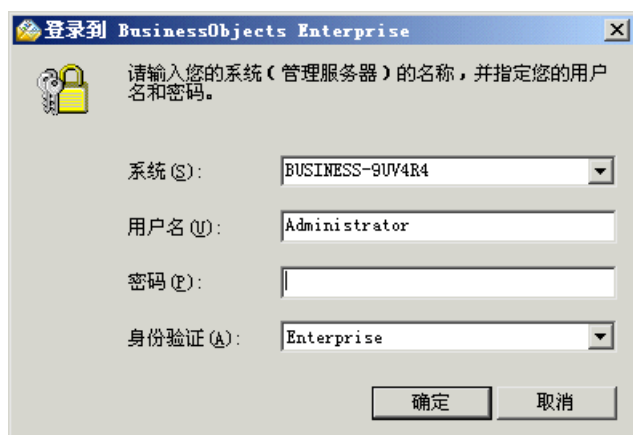 登录到 BusinessObjects Enterprise
请输入您的系统(管理服务器)的名称,并指定您的用户
名和密码。
系统(S): BUSINESS-9UV4R4
用户名(U): Administrator
密码(P):
身份验证(A): Enterprise
确定 取消